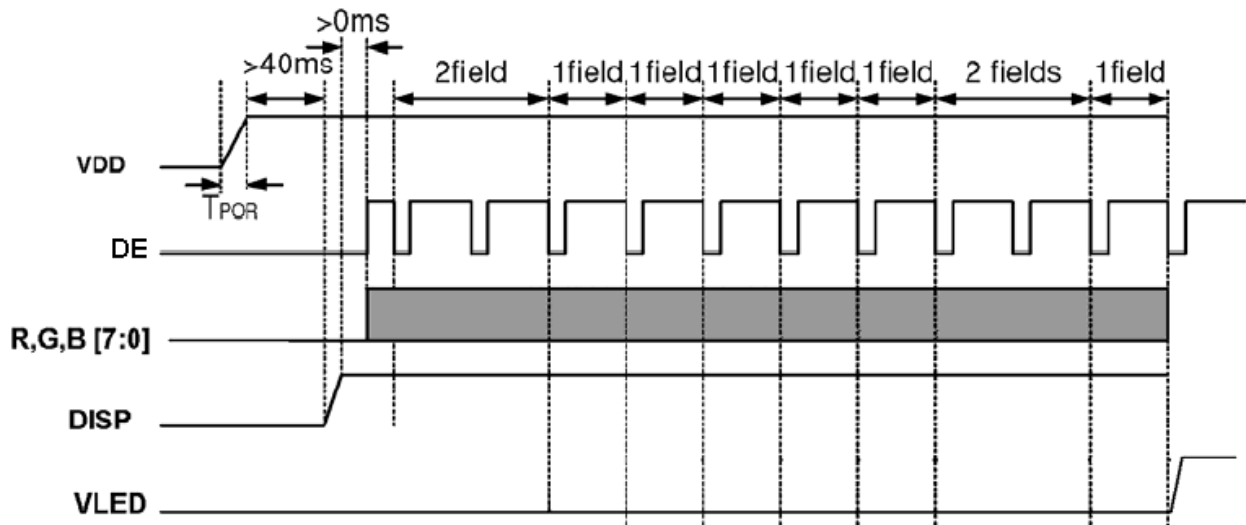 >0ms
>40ms
2field 1field 1field 1field 1field 1field 2 fields 1field
VDD
TPOR
DE
R,G,B [7:0]
DISP
VLED